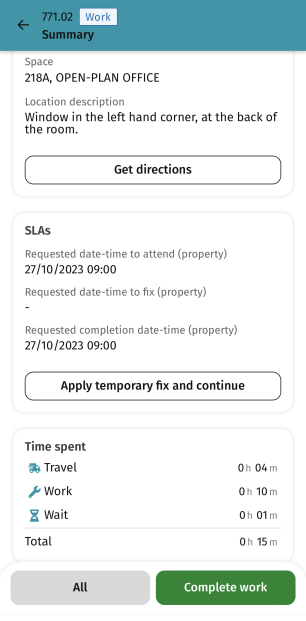 771.02 Work
Summary
Space
218A, OPEN-PLAN OFFICE
Location description
Window in the left hand corner, at the back of
the room.
Get directions
SLAs
Requested date-time to attend (property)
27/10/2023 09:00
Requested date-time to fix (property)
-
Requested completion date-time (property)
27/10/2023 09:00
Apply temporary fix and continue
Time spent
Travel 0 h 04 m
Work 0 h 10 m
Wait 0 h 01 m
Total 0 h 15 m
All Complete work